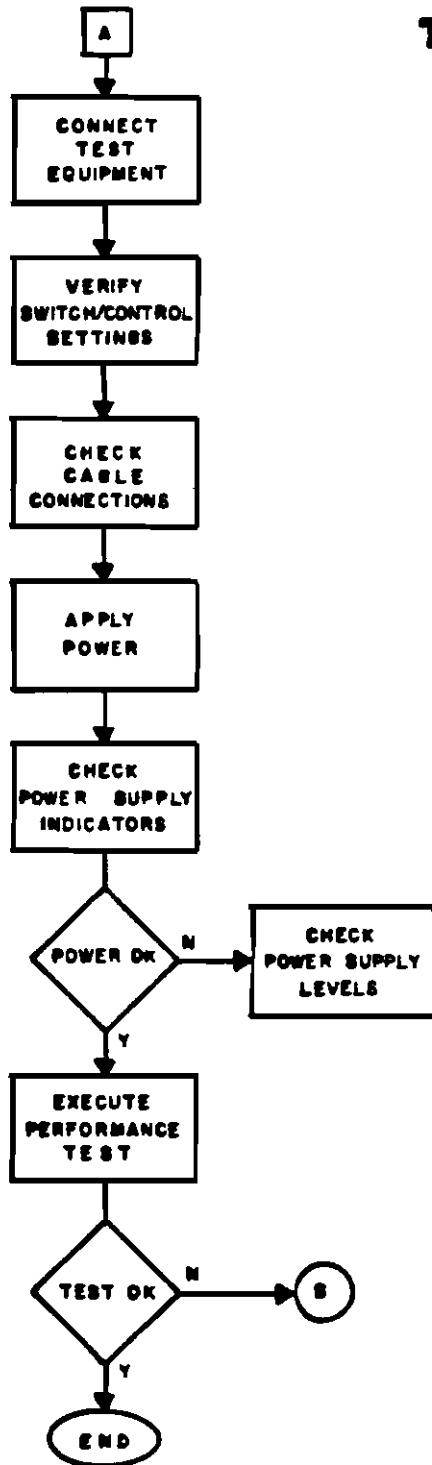 A
CONNECT
TEST
EQUIPMENT
VERIFY
SWITCH/CONTROL
SETTINGS
CHECK
CABLE
CONNECTIONS
APPLY
POWER
CHECK
POWER SUPPLY
INDICATORS
POWER OK
N
CHECK
POWER SUPPLY
LEVELS
Y
EXECUTE
PERFORMANCE
TEST
TEST OK
N
Y
END